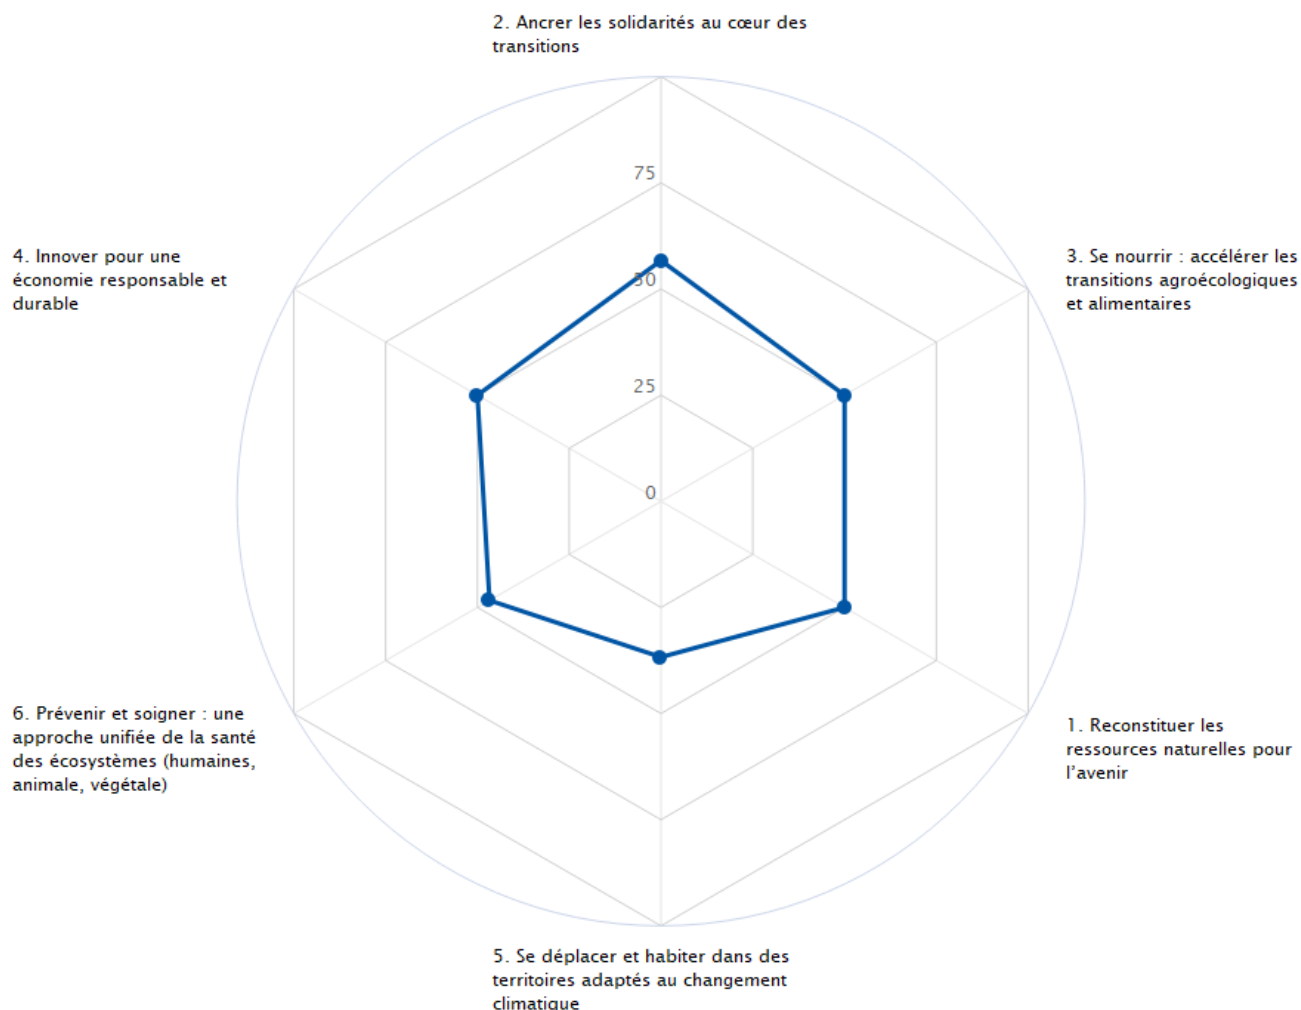 2. Ancrer les solidarités au cœur des
transitions
75
4. Innover pour une
économie responsable et
durable
3. Se nourrir : accélérer les
transitions agroécologiques
et alimentaires
50
25
0
6. Prévenir et soigner : une
approche unifiée de la santé
des écosystèmes (humaines,
animale, végétale)
1. Reconstituer les
ressources naturelles pour
l’avenir
5. Se déplacer et habiter dans des
territoires adaptés au changement
climatique